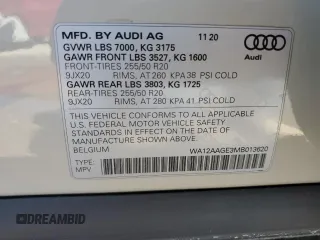 MFD. BY AUDI AG 11 20
GVWR LBS 7000, KG 3175
GAWR FRONT LBS 3527, KG 1600
FRONT-TIRES 255/50 R20
9JX20 RIMS, AT 260 KPA 38 PSI COLD
GAWR REAR LBS 3803, KG 1725
REAR-TIRES 255/50 R20
9JX20 RIMS, AT 280 KPA 41 PSI COLD
THIS VEHICLE CONFORMS TO ALL APPLICABLE
U.S. FEDERAL MOTOR VEHICLE SAFETY
STANDARDS IN EFFECT ON THE DATE OF
MANUFACTURE SHOWN ABOVE.
BELGIUM WA12AAGE3MB013620
TYPE:
MPV
DREAMBID